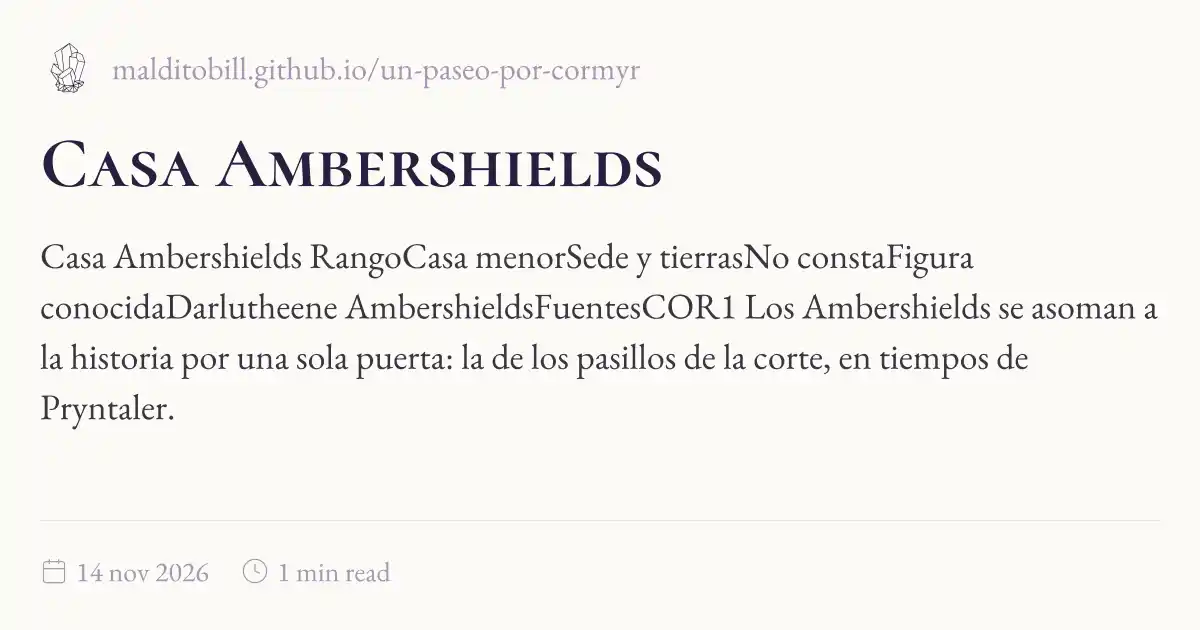 malditobill.github.io/un-paseo-por-cormyr
Casa Ambershields
Casa Ambershields RangoCasa menorSede y tierrasNo constaFigura
conocidaDarlutheene AmbershieldsFuentesCOR1 Los Ambershields se asoman a
la historia por una sola puerta: la de los pasillos de la corte, en tiempos de
Pryntaler.
14 nov 2026 1 min read